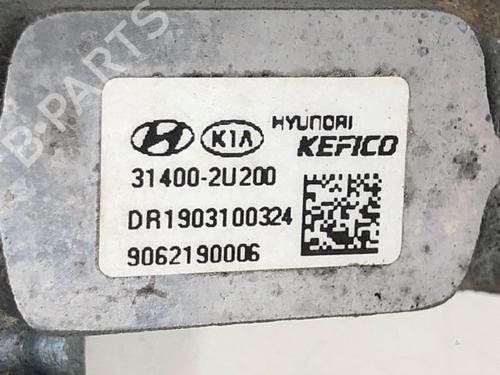 B-PARTS
KIA HYUNDAI
KEFICO
31400-2U200
DR1903100324
9062190006